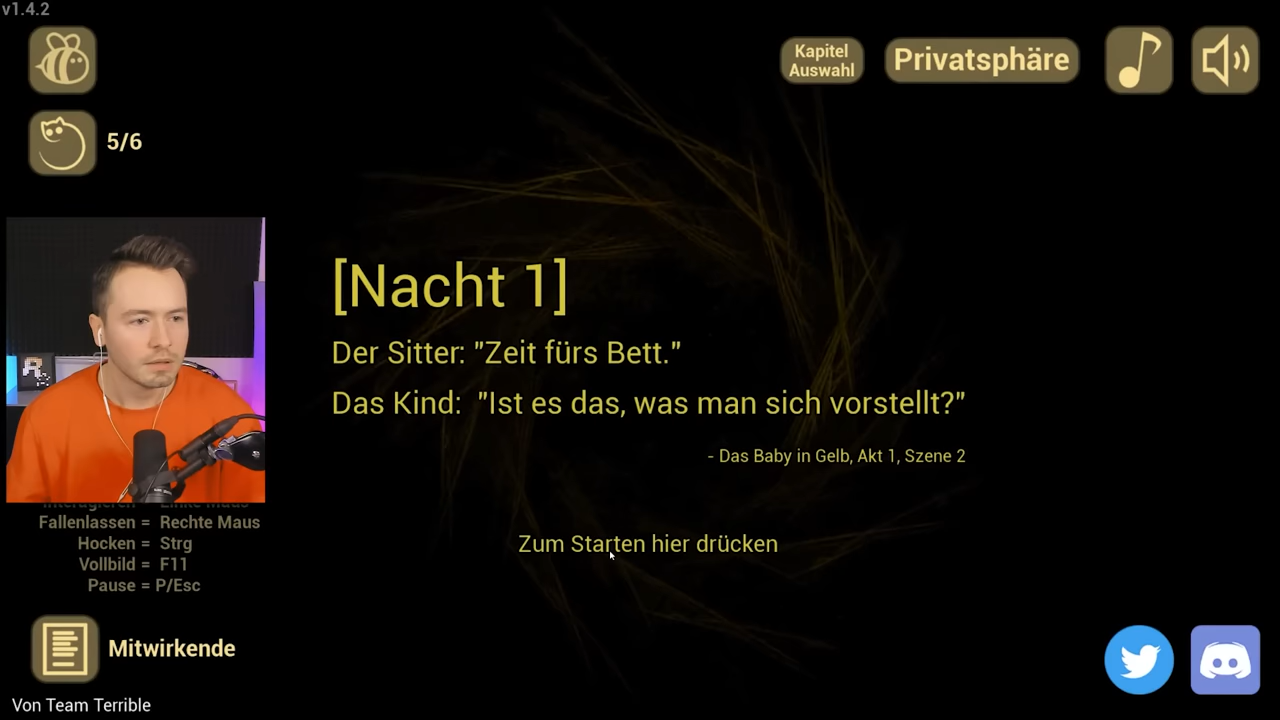 v1.4.2
Kapitel
Auswahl
Privatsphäre
5/6
[Nacht 1]
Der Sitter: "Zeit fürs Bett."
Das Kind:  "Ist es das, was man sich vorstellt?"
- Das Baby in Gelb, Akt 1, Szene 2
Zum Starten hier drücken
Fallenlassen =  Rechte Maus
Hocken =  Strg
Vollbild =  F11
Pause = P/Esc
Mitwirkende
Von Team Terrible